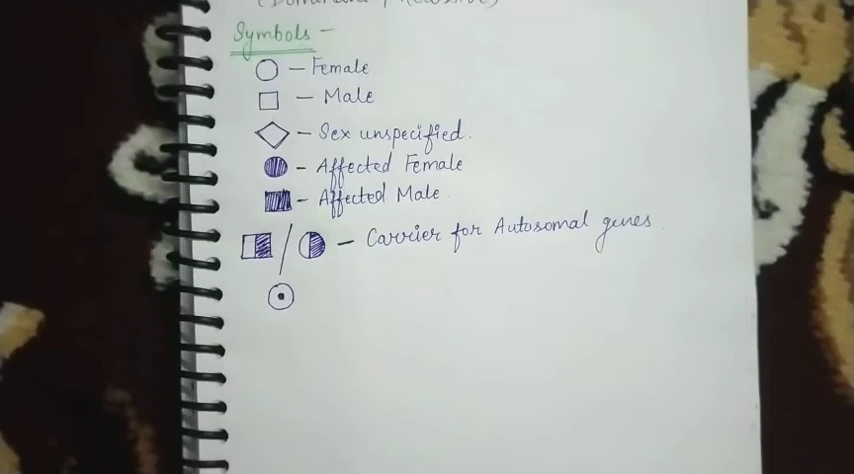 Symbols -
- Female
- Male
- Sex unspecified.
- Affected Female
- Affected Male.
/ - Carrier for Autosomal genes.